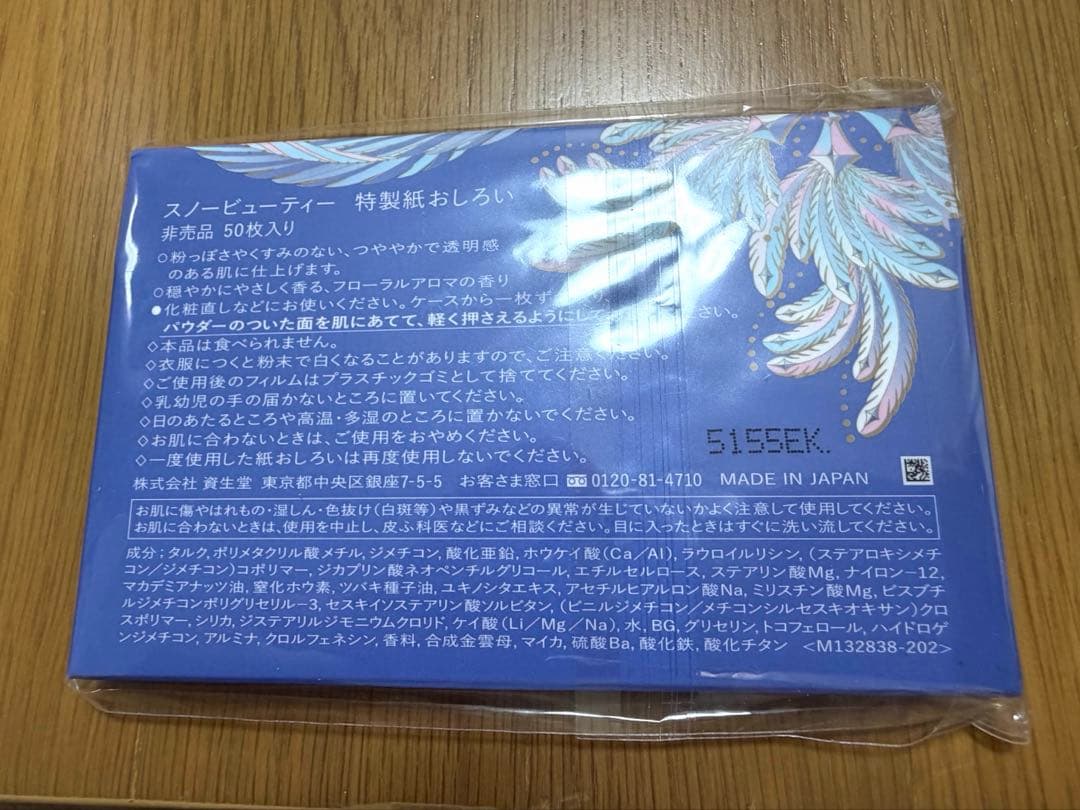 スノービューティー 特製紙おしろい
非売品 50枚入り
○粉っぽさやくすみのない、つややかで透明感
のある肌に仕上げます。
○穏やかにやさしく香る、フローラルアロマの香り
●化粧直しなどにお使いください。ケースから一枚ず
パウダーのついた面を肌にあてて、軽く押さえるようにして ください。
◇本品は食べられません。
◇衣服につくと粉末で白くなることがありますので、ご注意ください。
◇ご使用後のフィルムはプラスチックゴミとして捨ててください。
◇乳幼児の手の届かないところに置いてください。
◇日のあたるところや高温・多湿のところに置かないでください。
◇お肌に合わないときは、ご使用をおやめください。
◇一度使用した紙おしろいは再度使用しないでください。
5155EK.
株式会社 資生堂 東京都中央区銀座7-5-5 お客さま窓口 0120-81-4710 MADE IN JAPAN
お肌に傷やはれもの・湿しん・色抜け(白斑等)や黒ずみなどの異常が生じていないかよく注意して使用してください。
お肌に合わないときは、使用を中止し、皮ふ科医などにご相談ください。目に入ったときはすぐに洗い流してください。
成分：タルク, ポリメタクリル酸メチル, ジメチコン, 酸化亜鉛, ホウケイ酸(Ca/Al), ラウロイルリシン, (ステアロキシメチ
コン/ジメチコン)コポリマー, ジカプリン酸ネオペンチルグリコール, エチルセルロース, ステアリン酸Mg, ナイロン-12,
マカデミアナッツ油, 窒化ホウ素, ツバキ種子油, ユキノシタエキス, アセチルヒアルロン酸Na, ミリスチン酸Mg, ビスブチ
ルジメチコンポリグリセリル-3, セスキイソステアリン酸ソルビタン, (ビニルジメチコン/メチコンシルセスキオキサン)クロ
スポリマー, シリカ, ジステアリルジモニウムクロリド, ケイ酸(Li/Mg/Na), 水, BG, グリセリン, トコフェロール, ハイドロゲ
ンジメチコン, アルミナ, クロルフェネシン, 香料, 合成金雲母, マイカ, 硫酸Ba, 酸化鉄, 酸化チタン <M132838-202>